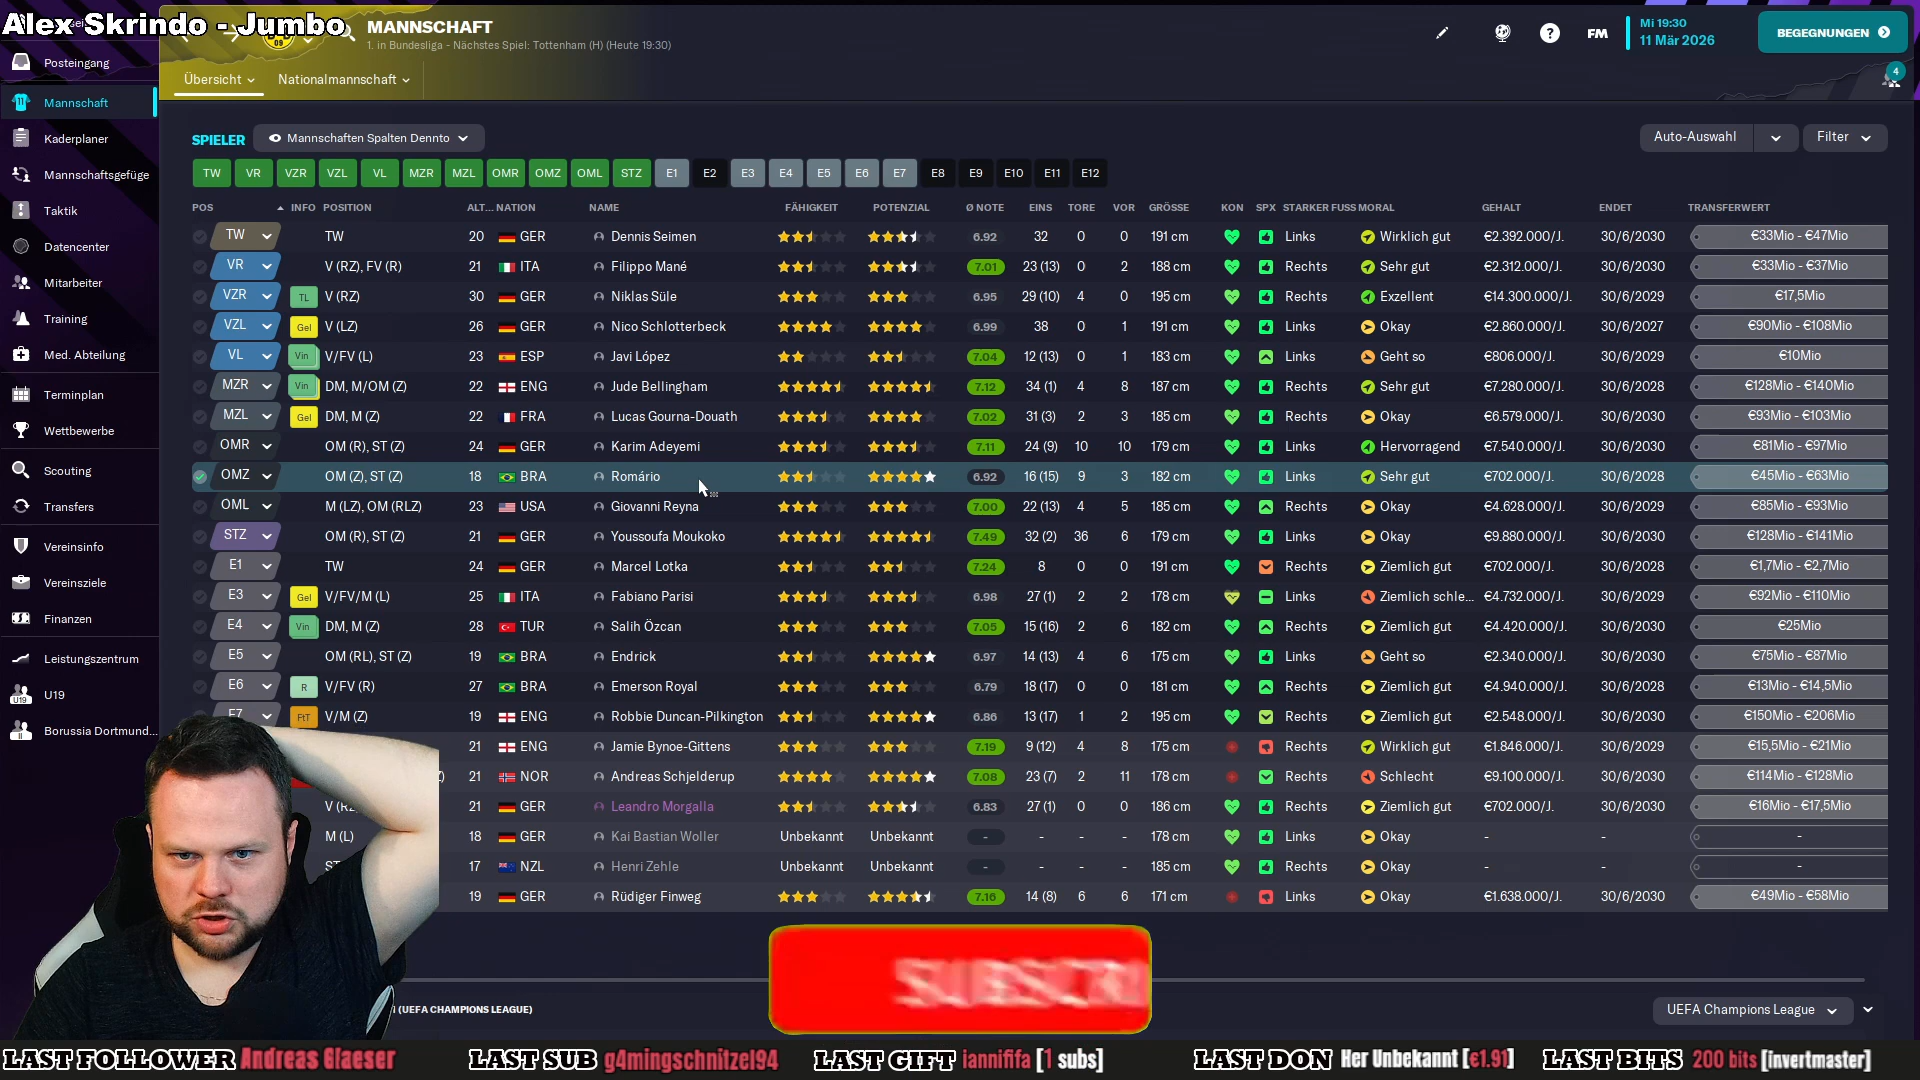 Alex Skrindo - Jumbo
MANNSCHAFT
1. in Bundesliga - Nächstes Spiel: Tottenham (H) (Heute 19:30)
FM
Mi 19:30
11 Mär 2026
BEGEGNUNGEN
4
Übersicht
Nationalmannschaft
Posteingang
Mannschaft
Kaderplaner
Mannschaftsgefüge
Taktik
Datencenter
Mitarbeiter
Training
Med. Abteilung
Terminplan
Wettbewerbe
Scouting
Transfers
Vereinsinfo
Vereinsziele
Finanzen
Leistungszentrum
U19
Borussia Dortmund...
SPIELER
Mannschaften Spalten Dennto
Auto-Auswahl
Filter
TW VR VZR VZL VL MZR MZL OMR OMZ OML STZ E1 E2 E3 E4 E5 E6 E7 E8 E9 E10 E11 E12
POS INFO POSITION ALT... NATION NAME FÄHIGKEIT POTENZIAL Ø NOTE EINS TORE VOR GRÖSSE KON SPX STARKER FUSS MORAL GEHALT ENDET TRANSFERWERT
TW TW 20 GER Dennis Seimen 6.92 32 0 0 191 cm Links Wirklich gut €2.392.000/J. 30/6/2030 €33Mio - €47Mio
VR V (RZ), FV (R) 21 ITA Filippo Mané 7.01 23 (13) 0 2 188 cm Rechts Sehr gut €2.312.000/J. 30/6/2030 €33Mio - €37Mio
VZR TL V (RZ) 30 GER Niklas Süle 6.95 29 (10) 4 0 195 cm Rechts Exzellent €14.300.000/J. 30/6/2029 €17,5Mio
VZL Gel V (LZ) 26 GER Nico Schlotterbeck 6.99 38 0 1 191 cm Links Okay €2.860.000/J. 30/6/2027 €90Mio - €108Mio
VL Vin V/FV (L) 23 ESP Javi López 7.04 12 (13) 0 1 183 cm Links Geht so €806.000/J. 30/6/2029 €10Mio
MZR Vin DM, M/OM (Z) 22 ENG Jude Bellingham 7.12 34 (1) 4 8 187 cm Rechts Sehr gut €7.280.000/J. 30/6/2028 €128Mio - €140Mio
MZL Gel DM, M (Z) 22 FRA Lucas Gourna-Douath 7.02 31 (3) 2 3 185 cm Rechts Okay €6.579.000/J. 30/6/2030 €93Mio - €103Mio
OMR OM (R), ST (Z) 24 GER Karim Adeyemi 7.11 24 (9) 10 10 179 cm Links Hervorragend €7.540.000/J. 30/6/2030 €81Mio - €97Mio
OMZ OM (Z), ST (Z) 18 BRA Romário 6.92 16 (15) 9 3 182 cm Links Sehr gut €702.000/J. 30/6/2028 €45Mio - €63Mio
OML M (LZ), OM (RLZ) 23 USA Giovanni Reyna 7.00 22 (13) 4 5 185 cm Rechts Okay €4.628.000/J. 30/6/2029 €85Mio - €93Mio
STZ OM (R), ST (Z) 21 GER Youssoufa Moukoko 7.49 32 (2) 36 6 179 cm Links Okay €9.880.000/J. 30/6/2030 €128Mio - €141Mio
E1 TW 24 GER Marcel Lotka 7.24 8 0 0 191 cm Rechts Ziemlich gut €702.000/J. 30/6/2028 €1,7Mio - €2,7Mio
E3 Gel V/FV/M (L) 25 ITA Fabiano Parisi 6.98 27 (1) 2 2 178 cm Links Ziemlich schle... €4.732.000/J. 30/6/2029 €92Mio - €110Mio
E4 Vin DM, M (Z) 28 TUR Salih Özcan 7.05 15 (16) 2 6 182 cm Rechts Ziemlich gut €4.420.000/J. 30/6/2030 €25Mio
E5 OM (RL), ST (Z) 19 BRA Endrick 6.97 14 (13) 4 6 175 cm Links Geht so €2.340.000/J. 30/6/2030 €75Mio - €87Mio
E6 R V/FV (R) 27 BRA Emerson Royal 6.79 18 (17) 0 0 181 cm Rechts Ziemlich gut €4.940.000/J. 30/6/2028 €13Mio - €14,5Mio
E7 FtT V/M (Z) 19 ENG Robbie Duncan-Pilkington 6.86 13 (17) 1 2 195 cm Rechts Ziemlich gut €2.548.000/J. 30/6/2030 €150Mio - €206Mio
21 ENG Jamie Bynoe-Gittens 7.19 9 (12) 4 8 175 cm Rechts Wirklich gut €1.846.000/J. 30/6/2029 €15,5Mio - €21Mio
21 NOR Andreas Schjelderup 7.08 23 (7) 2 11 178 cm Rechts Schlecht €9.100.000/J. 30/6/2030 €114Mio - €128Mio
V (RZ 21 GER Leandro Morgalla 6.83 27 (1) 0 0 186 cm Rechts Ziemlich gut €702.000/J. 30/6/2030 €16Mio - €17,5Mio
M (L) 18 GER Kai Bastian Woller Unbekannt Unbekannt - - - - 178 cm Links Okay - - -
ST 17 NZL Henri Zehle Unbekannt Unbekannt - - - - 185 cm Rechts Okay - - -
19 GER Rüdiger Finweg 7.16 14 (8) 6 6 171 cm Links Okay €1.638.000/J. 30/6/2030 €49Mio - €58Mio
(UEFA CHAMPIONS LEAGUE)
UEFA Champions League
LAST FOLLOWER Andreas Glaeser LAST SUB g4mingschnitzel94 LAST GIFT iannififa [1 subs] LAST DON Her Unbekannt [€1.91] LAST BITS 200 bits [invertmaster]